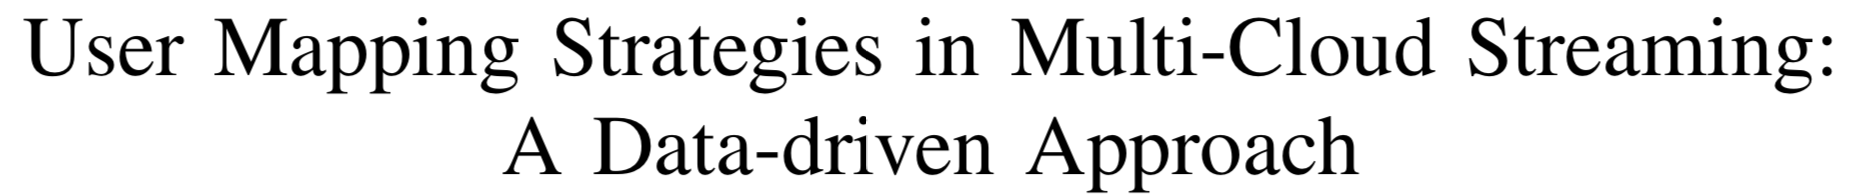 User Mapping Strategies in Multi-Cloud Streaming:
A Data-driven Approach